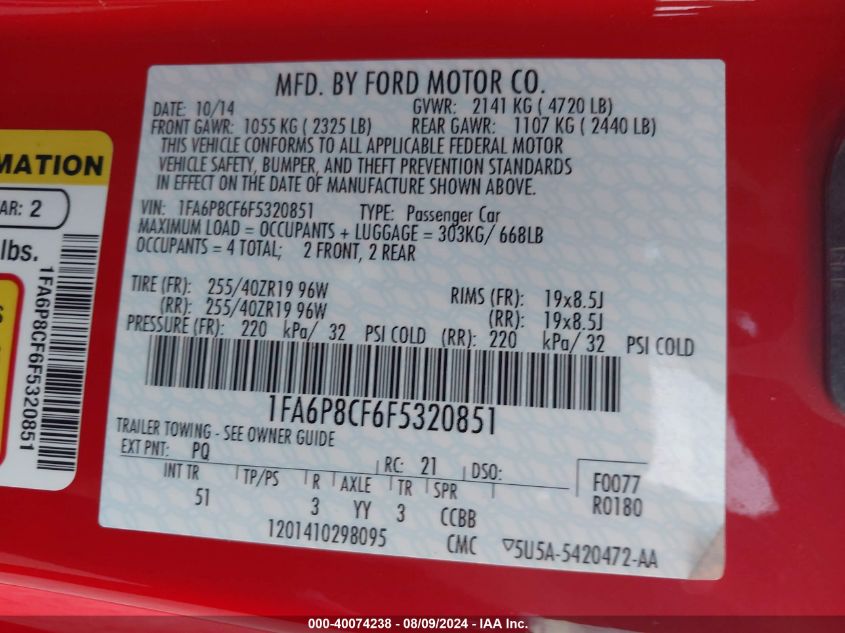 MFD. BY FORD MOTOR CO.
DATE: 10/14 GVWR: 2141 KG ( 4720 LB)
FRONT GAWR: 1055 KG ( 2325 LB) REAR GAWR: 1107 KG ( 2440 LB)
THIS VEHICLE CONFORMS TO ALL APPLICABLE FEDERAL MOTOR
VEHICLE SAFETY, BUMPER, AND THEFT PREVENTION STANDARDS
IN EFFECT ON THE DATE OF MANUFACTURE SHOWN ABOVE.
VIN: 1FA6P8CF6F5320851 TYPE: Passenger Car
MAXIMUM LOAD = OCCUPANTS + LUGGAGE = 303KG/ 668LB
OCCUPANTS = 4 TOTAL; 2 FRONT, 2 REAR
TIRE (FR): 255/40ZR19 96W RIMS (FR): 19x8.5J
(RR): 255/40ZR19 96W (RR): 19x8.5J
PRESSURE (FR): 220 kPa/ 32 PSI COLD (RR): 220 kPa/ 32 PSI COLD
1FA6P8CF6F5320851
TRAILER TOWING - SEE OWNER GUIDE
EXT PNT: PQ RC: 21 DSO: F0077
INT TR TP/PS R AXLE TR SPR R0180
51 3 YY 3 CCBB
1201410298095 CMC ▽5U5A-5420472-AA
MATION
AR: 2
lbs.
S
1FA6P8CF6F5320851
000-40074238 - 08/09/2024 - IAA Inc.